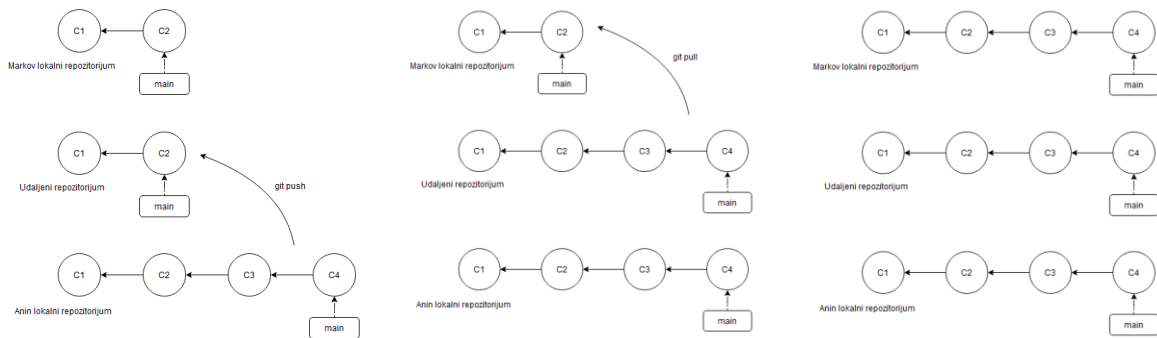 C1
C2
Markov lokalni repozitorijum
main
C1
C2
Udaljeni repozitorijum
main
git push
C1
C2
C3
C4
Anin lokalni repozitorijum
main
C1
C2
Markov lokalni repozitorijum
main
git pull
C1
C2
C3
C4
Udaljeni repozitorijum
main
C1
C2
C3
C4
Anin lokalni repozitorijum
main
C1
C2
C3
C4
Markov lokalni repozitorijum
main
C1
C2
C3
C4
Udaljeni repozitorijum
main
C1
C2
C3
C4
Anin lokalni repozitorijum
main